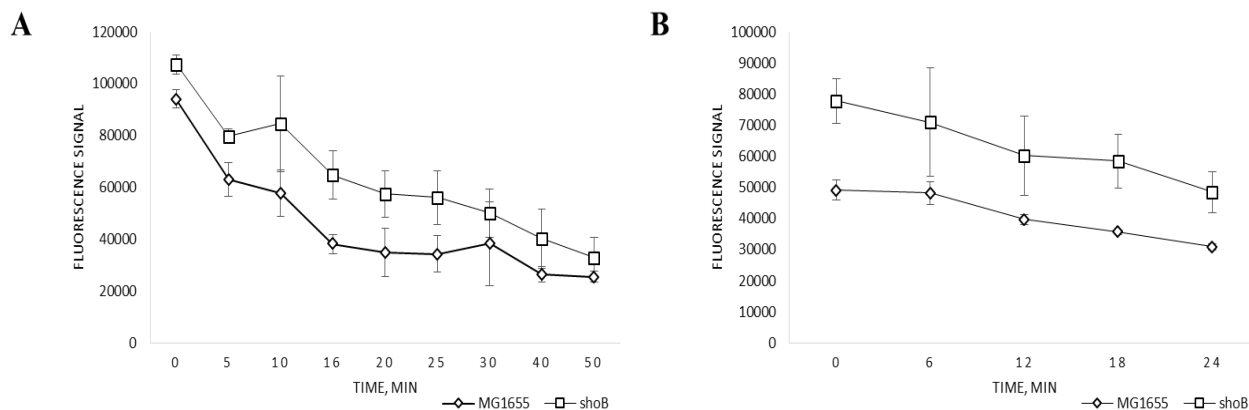 A
FLUORESCENCE SIGNAL
120000
100000
80000
60000
40000
20000
0
0 5 10 16 20 25 30 40 50
TIME, MIN
MG1655 shoB
B
FLUORESCENCE SIGNAL
100000
90000
80000
70000
60000
50000
40000
30000
20000
10000
0
0 6 12 18 24
TIME, MIN
MG1655 shoB